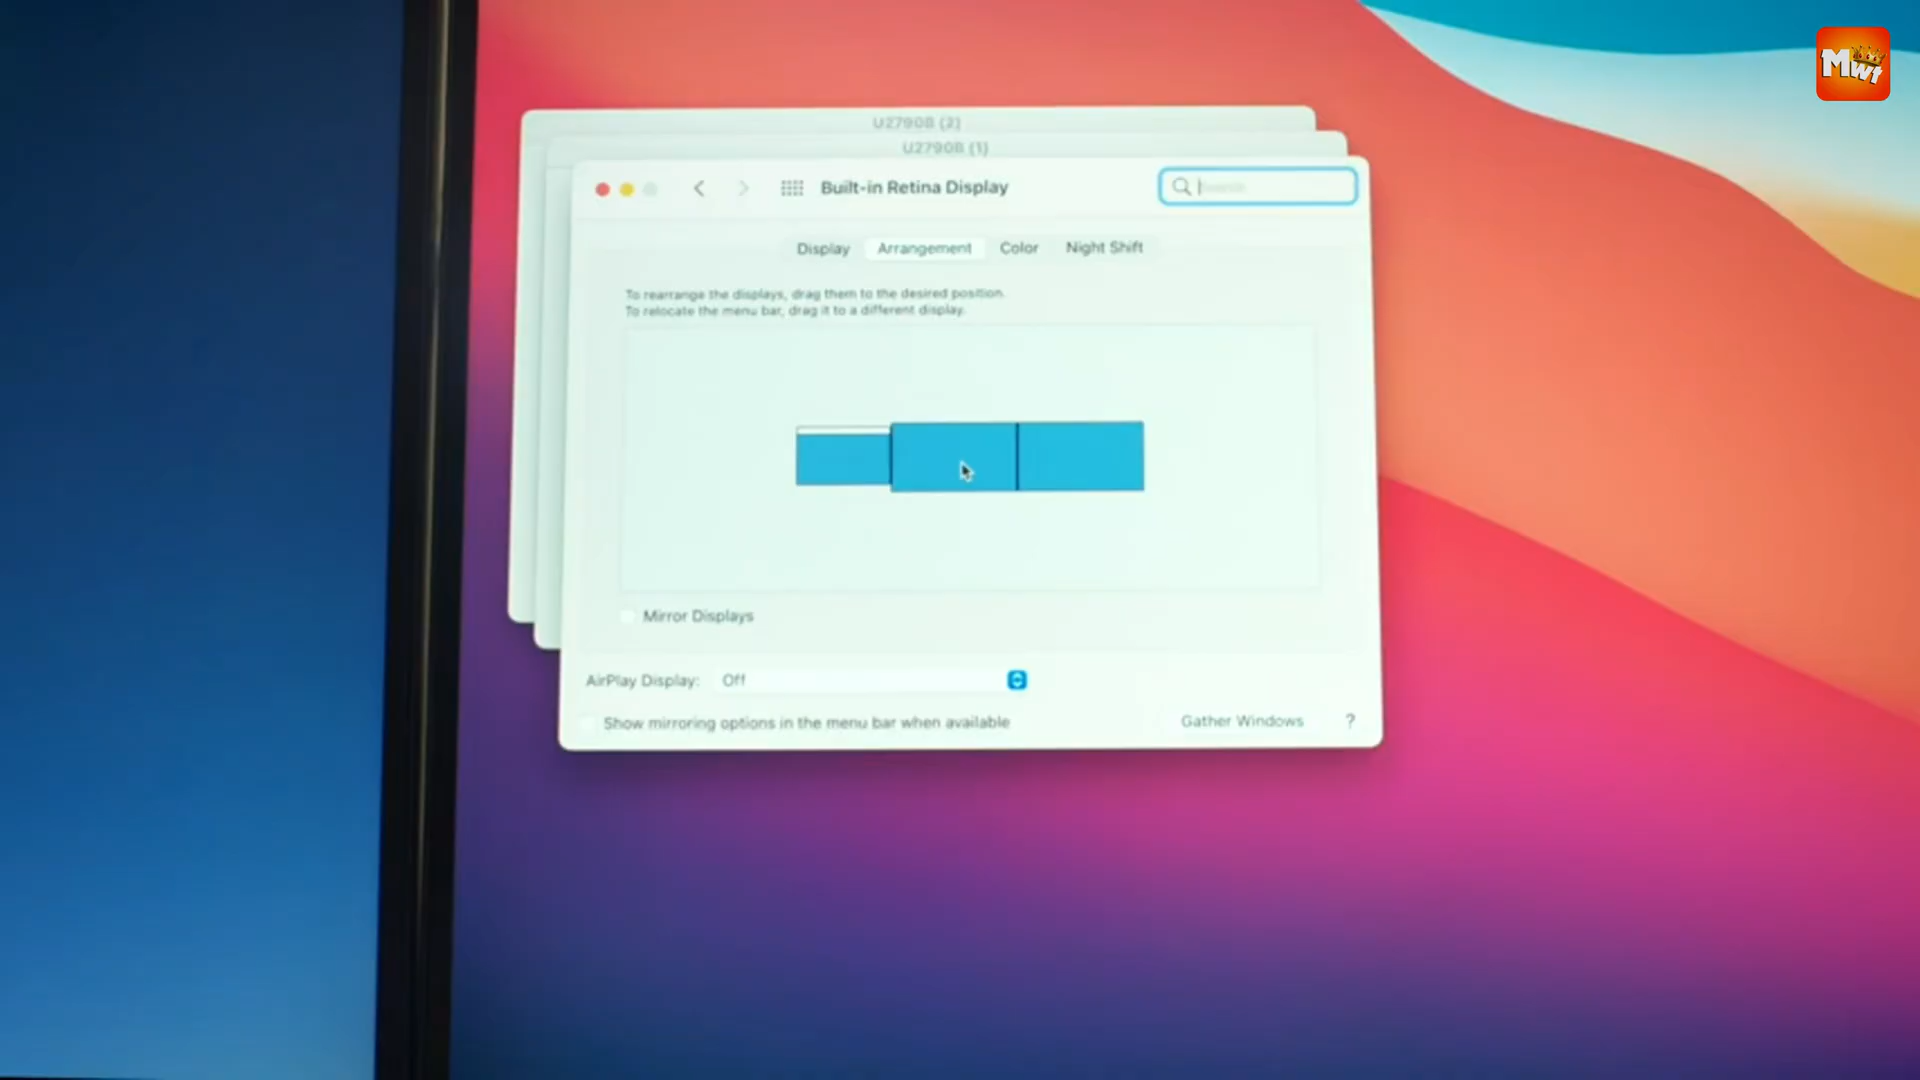 Mwt
U2790B (2)
U2790B (1)
Built-in Retina Display
Search
Display Arrangement Color Night Shift
To rearrange the displays, drag them to the desired position.
To relocate the menu bar, drag it to a different display.
Mirror Displays
AirPlay Display: Off
Show mirroring options in the menu bar when available
Gather Windows ?